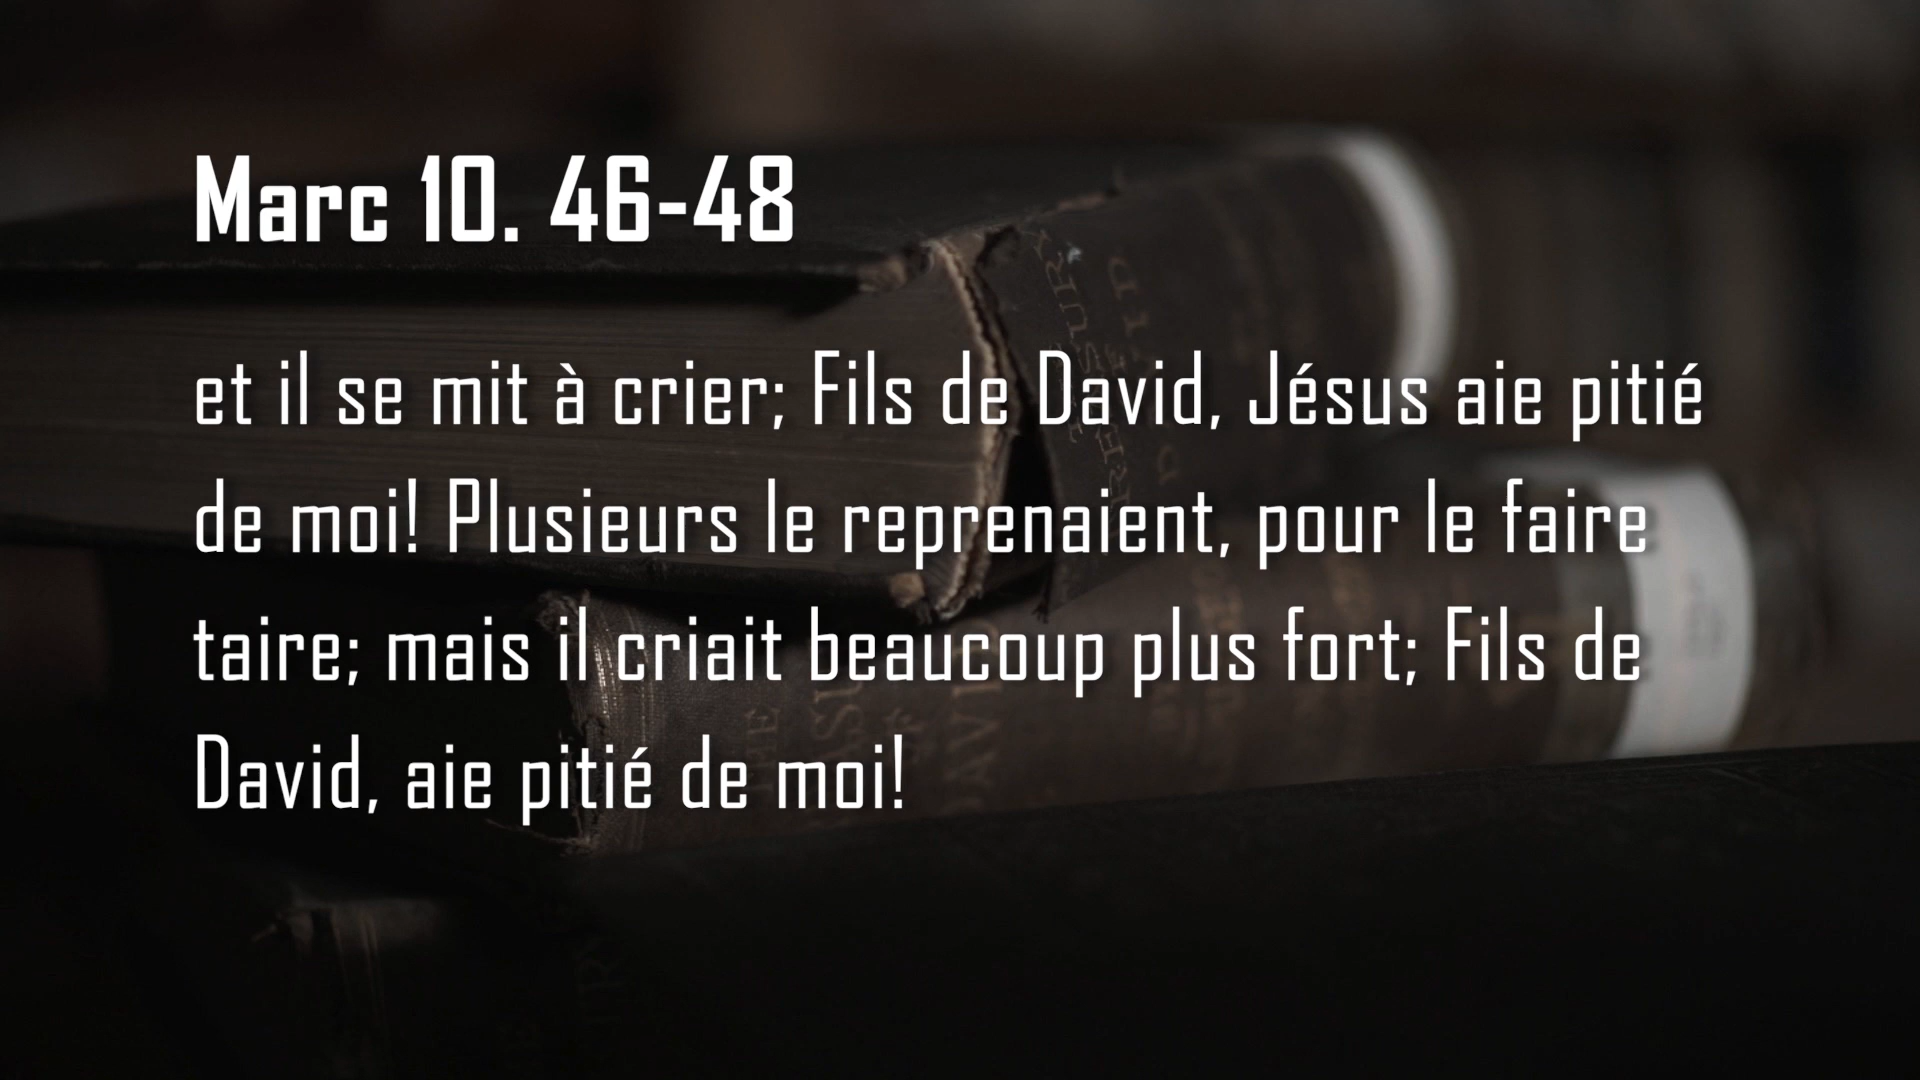 Marc 10. 46-48
et il se mit à crier; Fils de David, Jésus aie pitié
de moi! Plusieurs le reprenaient, pour le faire
taire; mais il criait beaucoup plus fort; Fils de
David, aie pitié de moi!